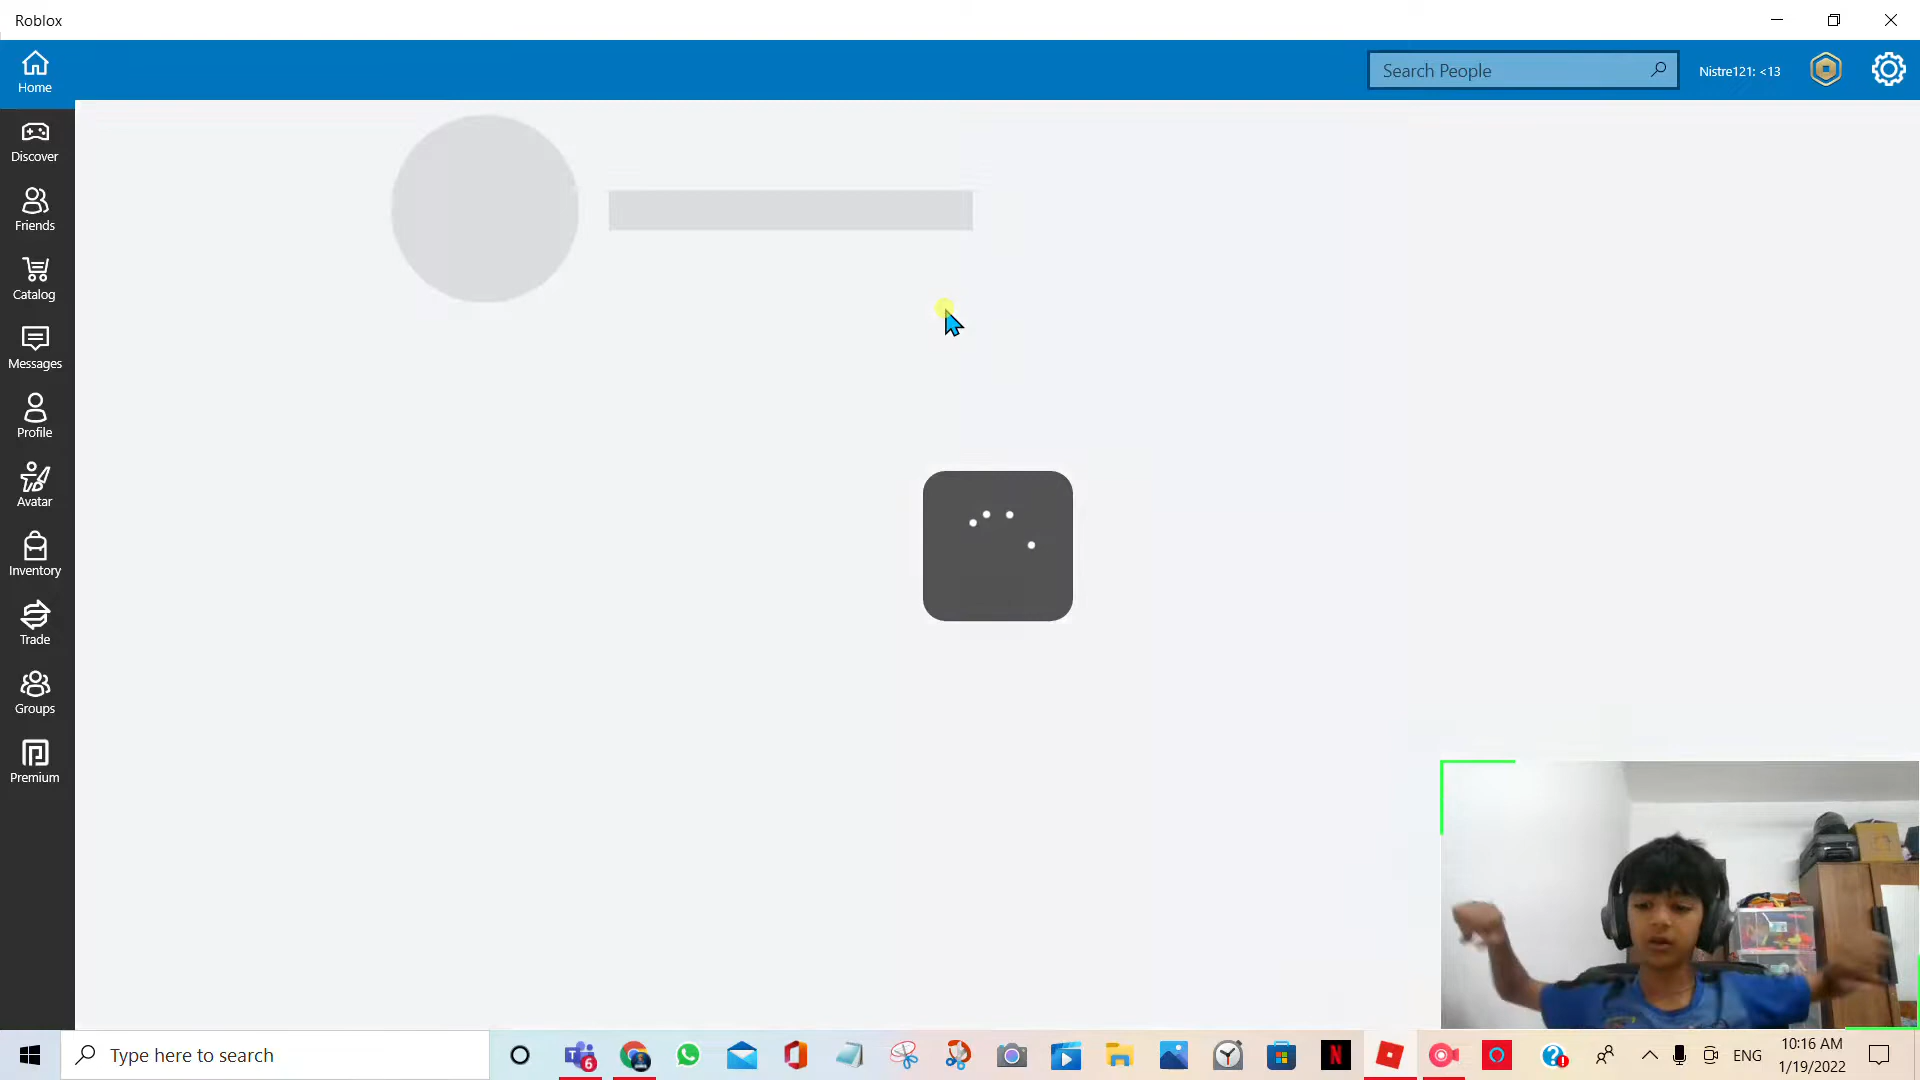 Roblox
Home
Search People
Nistre121: <13
Discover
Friends
Catalog
Messages
Profile
Avatar
Inventory
Trade
Groups
Premium
Type here to search
6
N
ENG
10:16 AM
1/19/2022